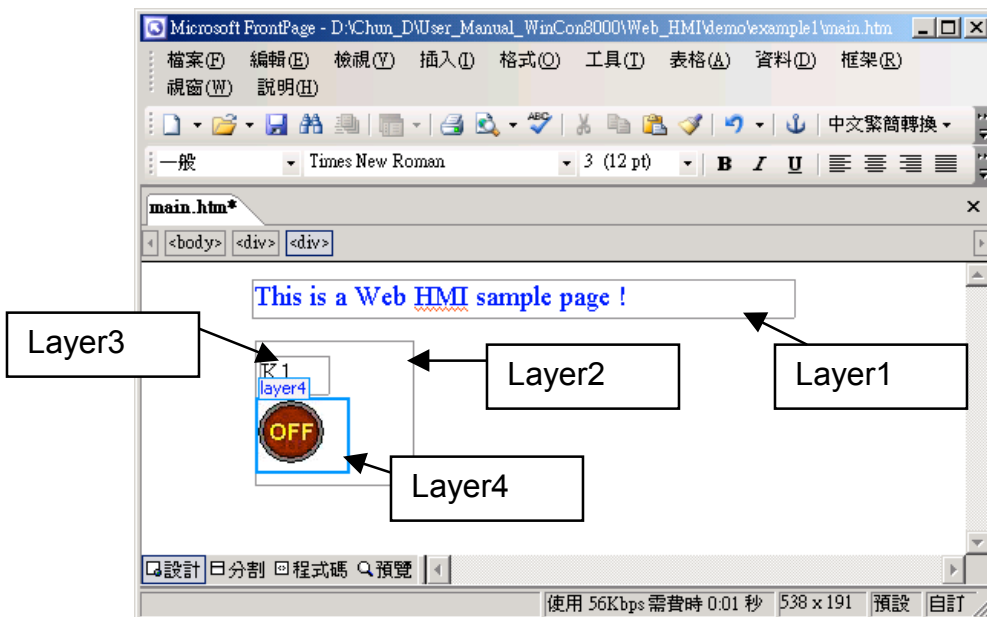 Microsoft FrontPage - D:\Chun_D\User_Manual_WinCon8000\Web_HMI\demo\example1\main.htm
檔案(F) 編輯(E) 檢視(V) 插入(I) 格式(O) 工具(T) 表格(A) 資料(D) 框架(R)
視窗(W) 說明(H)
ABC 中文繁簡轉換
一般 Times New Roman 3 (12 pt) B I U
main.htm*
<body> <div> <div>
This is a Web HMI sample page !
Layer3
Layer2
Layer1
K1
layer4
OFF
Layer4
設計 分割 程式碼 預覽
使用 56Kbps 需費時 0:01 秒 538 x 191 預設 自訂